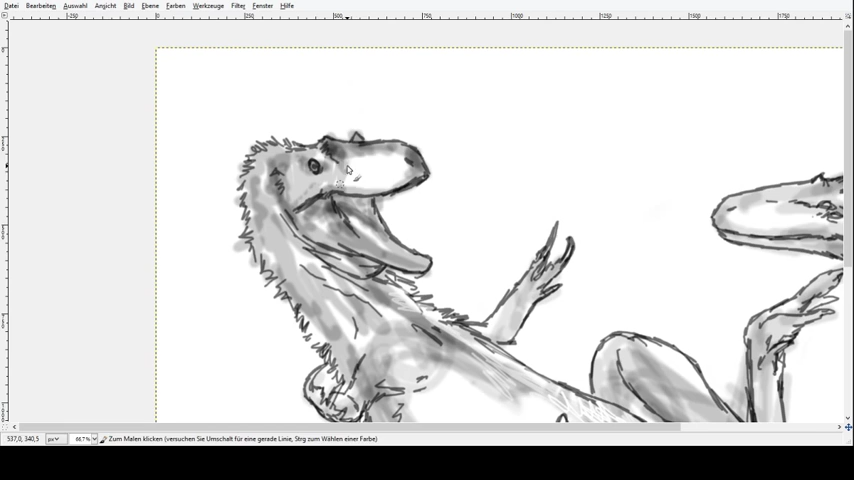 Datei Bearbeiten Auswahl Ansicht Bild Ebene Farben Werkzeuge Filter Fenster Hilfe
-250 0 250 500 750 1000 1250 1500 1750
537,0, 340,5 px 66,7 % Zum Malen klicken (versuchen Sie Umschalt für eine gerade Linie, Strg zum Wählen einer Farbe)